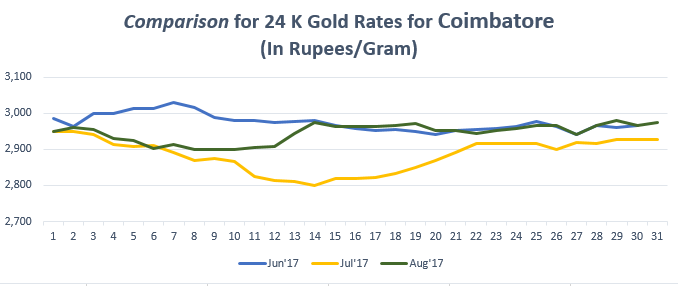 Comparison for 24 K Gold Rates for Coimbatore
(In Rupees/Gram)
3,100
3,000
2,900
2,800
2,700
1 2 3 4 5 6 7 8 9 10 11 12 13 14 15 16 17 18 19 20 21 22 23 24 25 26 27 28 29 30 31
Jun'17 Jul'17 Aug'17